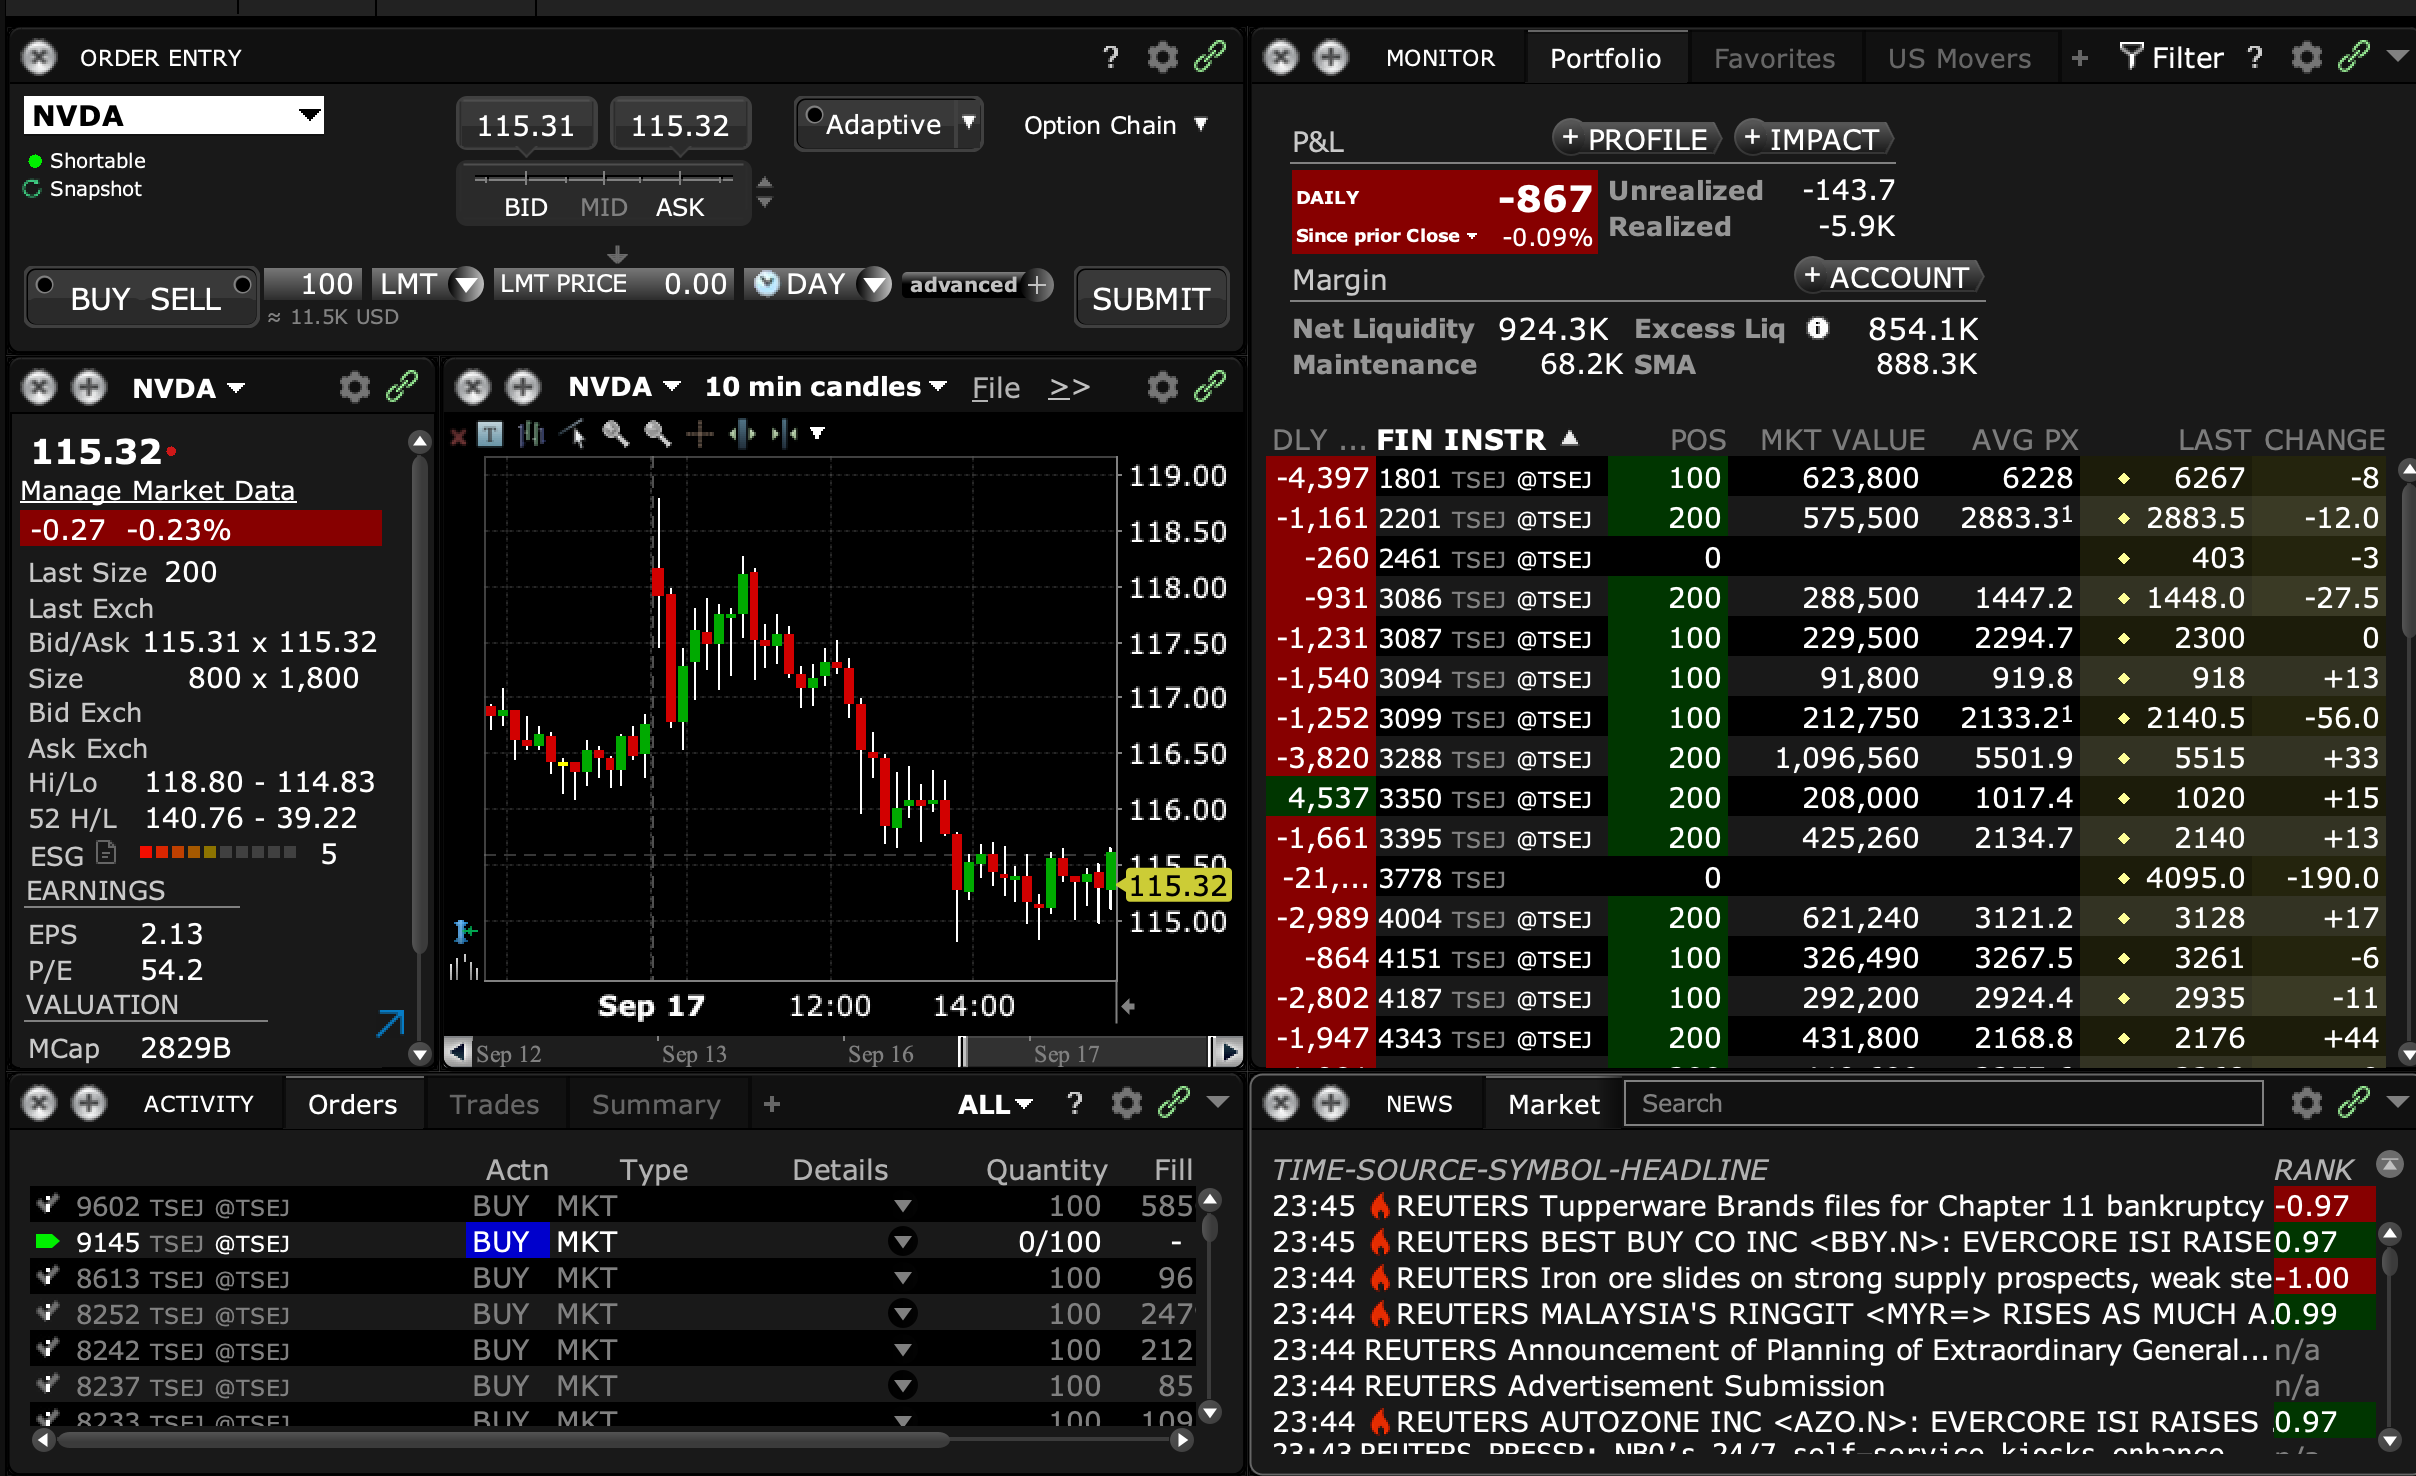 ORDER ENTRY ?
NVDA 115.31 115.32 Adaptive Option Chain
Shortable
Snapshot
BID MID ASK
BUY SELL 100 LMT LMT PRICE 0.00 DAY advanced + SUBMIT
≈ 11.5K USD
NVDA
115.32
Manage Market Data
-0.27 -0.23%
Last Size 200
Last Exch
Bid/Ask 115.31 x 115.32
Size 800 x 1,800
Bid Exch
Ask Exch
Hi/Lo 118.80 - 114.83
52 H/L 140.76 - 39.22
ESG 5
EARNINGS
EPS 2.13
P/E 54.2
VALUATION
MCap 2829B
NVDA 10 min candles File >>
T
119.00
118.50
118.00
117.50
117.00
116.50
116.00
115.50
115.32
115.00
Sep 17 12:00 14:00
Sep 12 Sep 13 Sep 16 Sep 17
MONITOR Portfolio Favorites US Movers + Filter ?
P&L + PROFILE + IMPACT
DAILY -867 Unrealized -143.7
Since prior Close -0.09% Realized -5.9K
Margin + ACCOUNT
Net Liquidity 924.3K Excess Liq 854.1K
Maintenance 68.2K SMA 888.3K
DLY ... FIN INSTR POS MKT VALUE AVG PX LAST CHANGE
-4,397 1801 TSEJ @TSEJ 100 623,800 6228 6267 -8
-1,161 2201 TSEJ @TSEJ 200 575,500 2883.3¹ 2883.5 -12.0
-260 2461 TSEJ @TSEJ 0 403 -3
-931 3086 TSEJ @TSEJ 200 288,500 1447.2 1448.0 -27.5
-1,231 3087 TSEJ @TSEJ 100 229,500 2294.7 2300 0
-1,540 3094 TSEJ @TSEJ 100 91,800 919.8 918 +13
-1,252 3099 TSEJ @TSEJ 100 212,750 2133.2¹ 2140.5 -56.0
-3,820 3288 TSEJ @TSEJ 200 1,096,560 5501.9 5515 +33
4,537 3350 TSEJ @TSEJ 200 208,000 1017.4 1020 +15
-1,661 3395 TSEJ @TSEJ 200 425,260 2134.7 2140 +13
-21,... 3778 TSEJ 0 4095.0 -190.0
-2,989 4004 TSEJ @TSEJ 200 621,240 3121.2 3128 +17
-864 4151 TSEJ @TSEJ 100 326,490 3267.5 3261 -6
-2,802 4187 TSEJ @TSEJ 100 292,200 2924.4 2935 -11
-1,947 4343 TSEJ @TSEJ 200 431,800 2168.8 2176 +44
ACTIVITY Orders Trades Summary + ALL ?
Actn Type Details Quantity Fill
9602 TSEJ @TSEJ BUY MKT 100 585
9145 TSEJ @TSEJ BUY MKT 0/100 -
8613 TSEJ @TSEJ BUY MKT 100 96
8252 TSEJ @TSEJ BUY MKT 100 247
8242 TSEJ @TSEJ BUY MKT 100 212
8237 TSEJ @TSEJ BUY MKT 100 85
8233 TSEJ @TSEJ BUY MKT 100 109
NEWS Market Search
TIME-SOURCE-SYMBOL-HEADLINE RANK
23:45 REUTERS Tupperware Brands files for Chapter 11 bankruptcy -0.97
23:45 REUTERS BEST BUY CO INC <BBY.N>: EVERCORE ISI RAISE 0.97
23:44 REUTERS Iron ore slides on strong supply prospects, weak ste -1.00
23:44 REUTERS MALAYSIA'S RINGGIT <MYR=> RISES AS MUCH A. 0.99
23:44 REUTERS Announcement of Planning of Extraordinary General... n/a
23:44 REUTERS Advertisement Submission n/a
23:44 REUTERS AUTOZONE INC <AZO.N>: EVERCORE ISI RAISES . 0.97
23:43 REUTERS PRESSR: NBO's 24/7 self-service kiosks enhance n/a